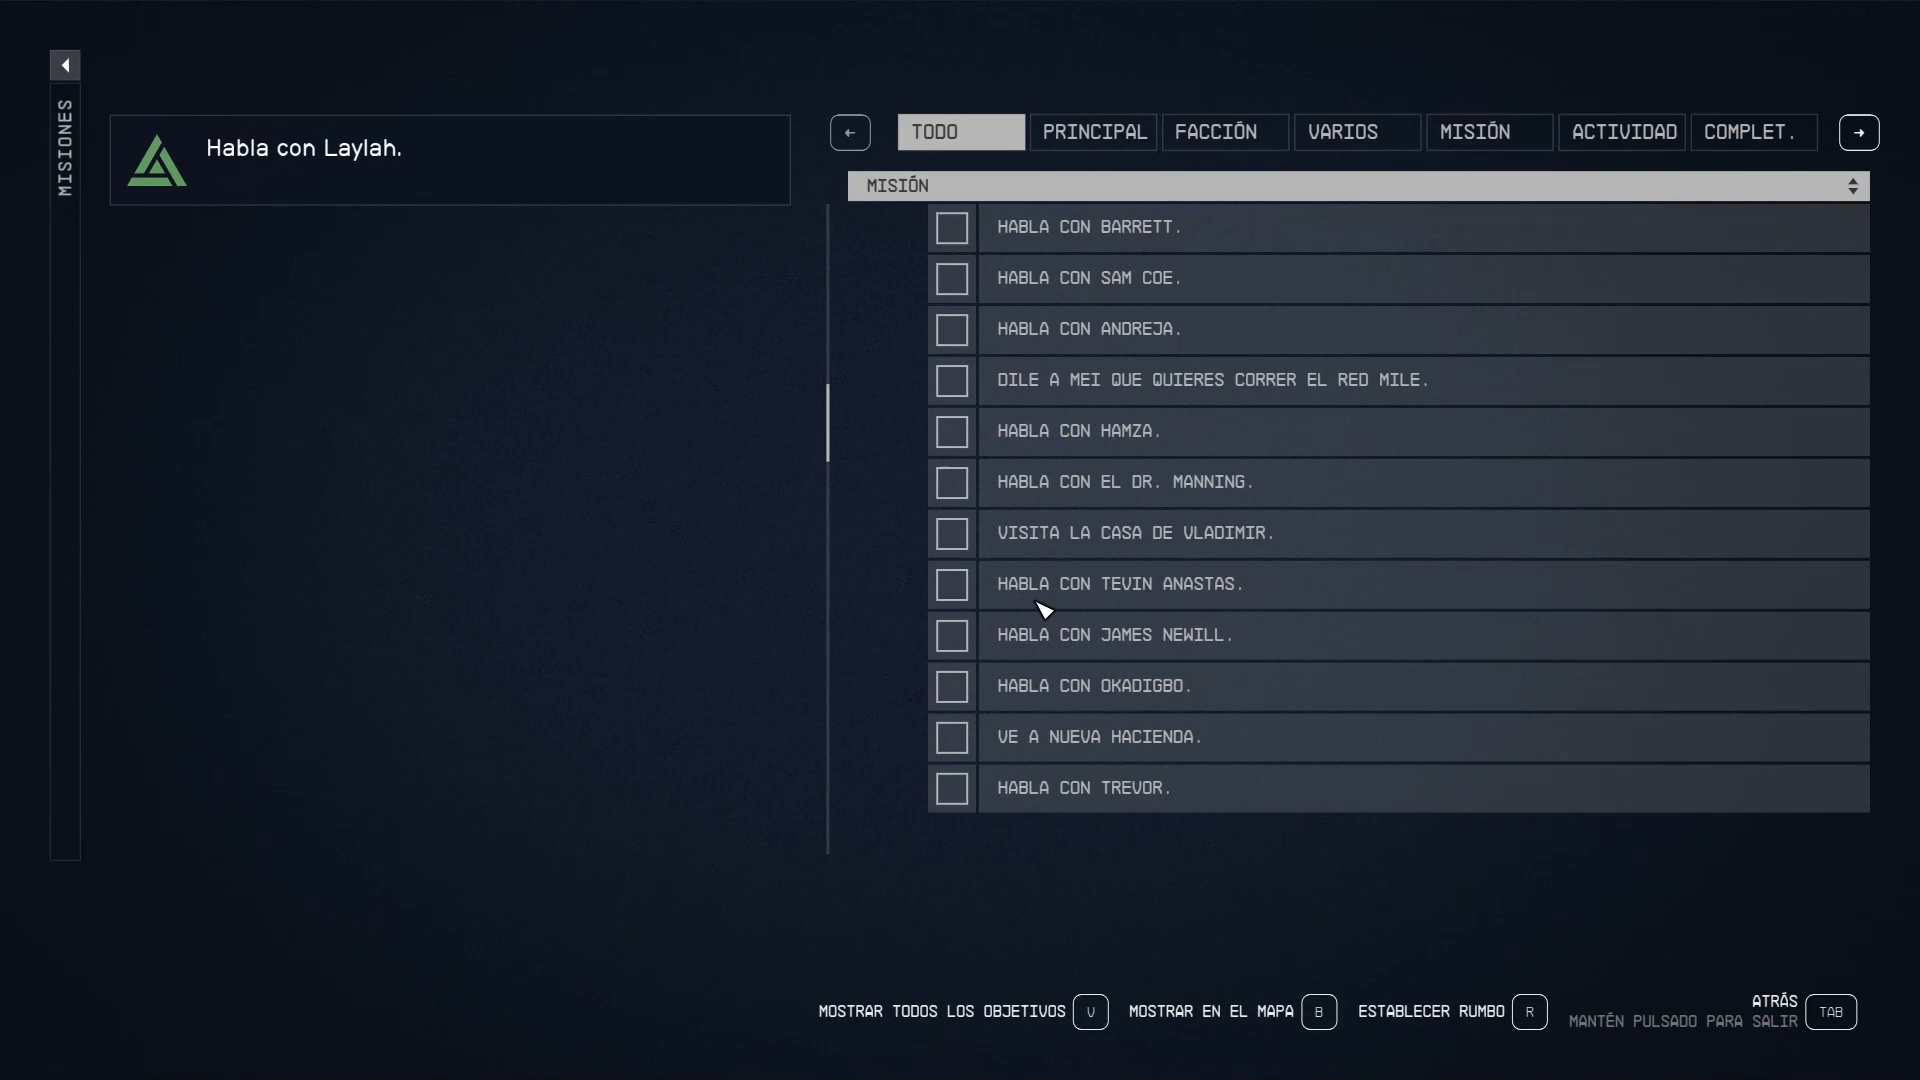 MISIONES
Habla con Laylah.
TODO
PRINCIPAL
FACCIÓN
VARIOS
MISIÓN
ACTIVIDAD
COMPLET.
MISIÓN
HABLA CON BARRETT.
HABLA CON SAM COE.
HABLA CON ANDREJA.
DILE A MEI QUE QUIERES CORRER EL RED MILE.
HABLA CON HAMZA.
HABLA CON EL DR. MANNING.
VISITA LA CASA DE VLADIMIR.
HABLA CON TEVIN ANASTAS.
HABLA CON JAMES NEWILL.
HABLA CON OKADIGBO.
VE A NUEVA HACIENDA.
HABLA CON TREVOR.
MOSTRAR TODOS LOS OBJETIVOS V
MOSTRAR EN EL MAPA B
ESTABLECER RUMBO R
ATRÁS
MANTÉN PULSADO PARA SALIR
TAB